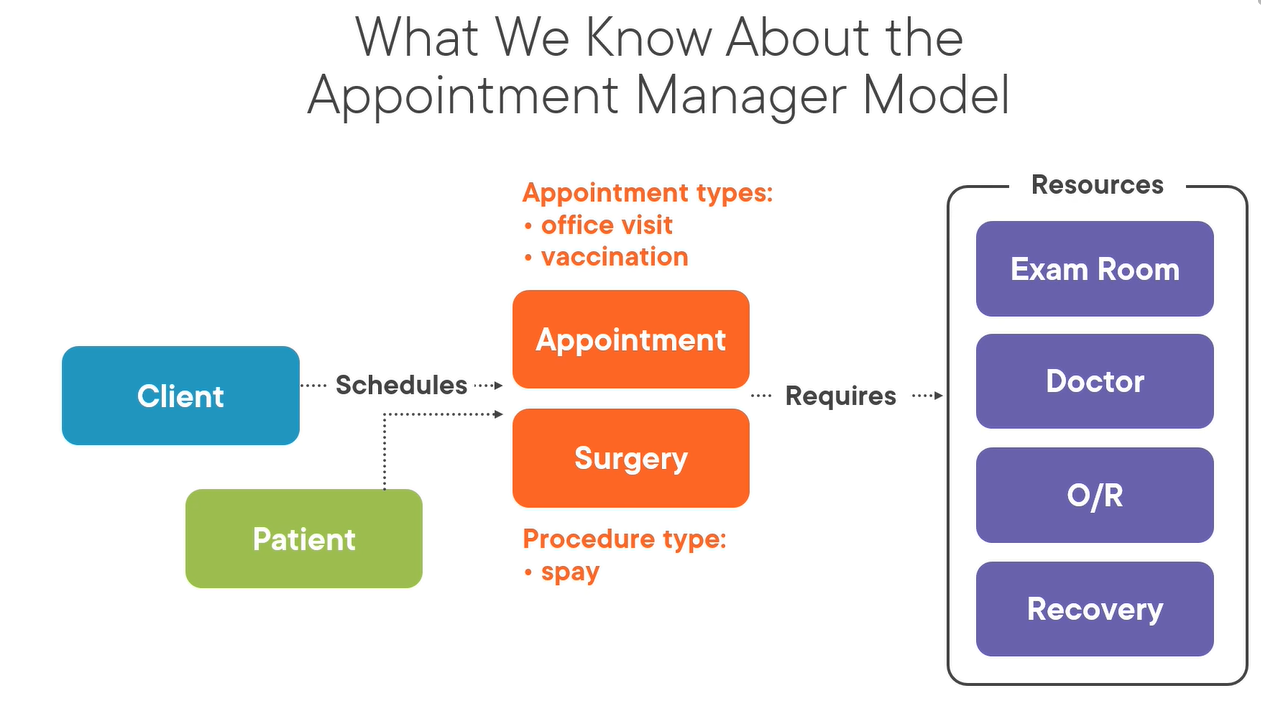 What We Know About the
Appointment Manager Model
Appointment types:
• office visit
• vaccination
Client
Schedules
Appointment
Patient
Surgery
Procedure type:
• spay
Requires
Resources
Exam Room
Doctor
O/R
Recovery